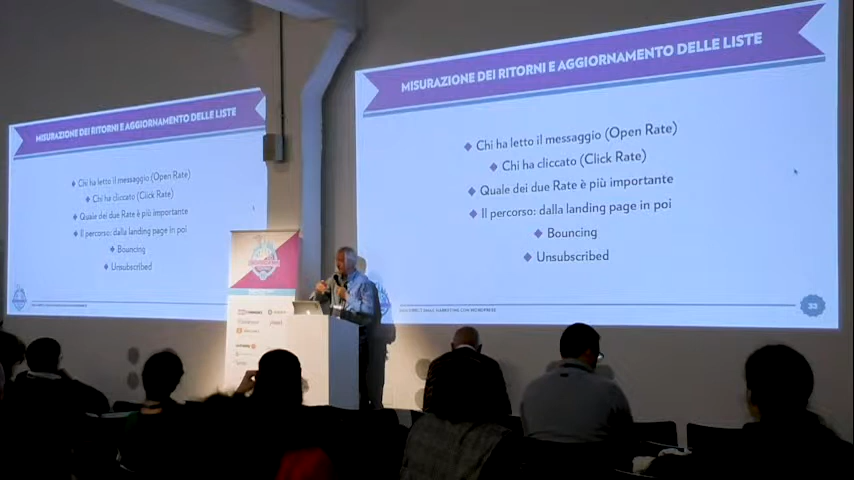 MISURAZIONE DEI RITORNI E AGGIORNAMENTO DELLE LISTE
Chi ha letto il messaggio (Open Rate)
Chi ha cliccato (Click Rate)
Quale dei due Rate è più importante
Il percorso: dalla landing page in poi
Bouncing
Unsubscribed
MISURAZIONE DEI RITORNI E AGGIORNAMENTO DELLE LISTE
Chi ha letto il messaggio (Open Rate)
Chi ha cliccato (Click Rate)
Quale dei due Rate è più importante
Il percorso: dalla landing page in poi
Bouncing
Unsubscribed
33